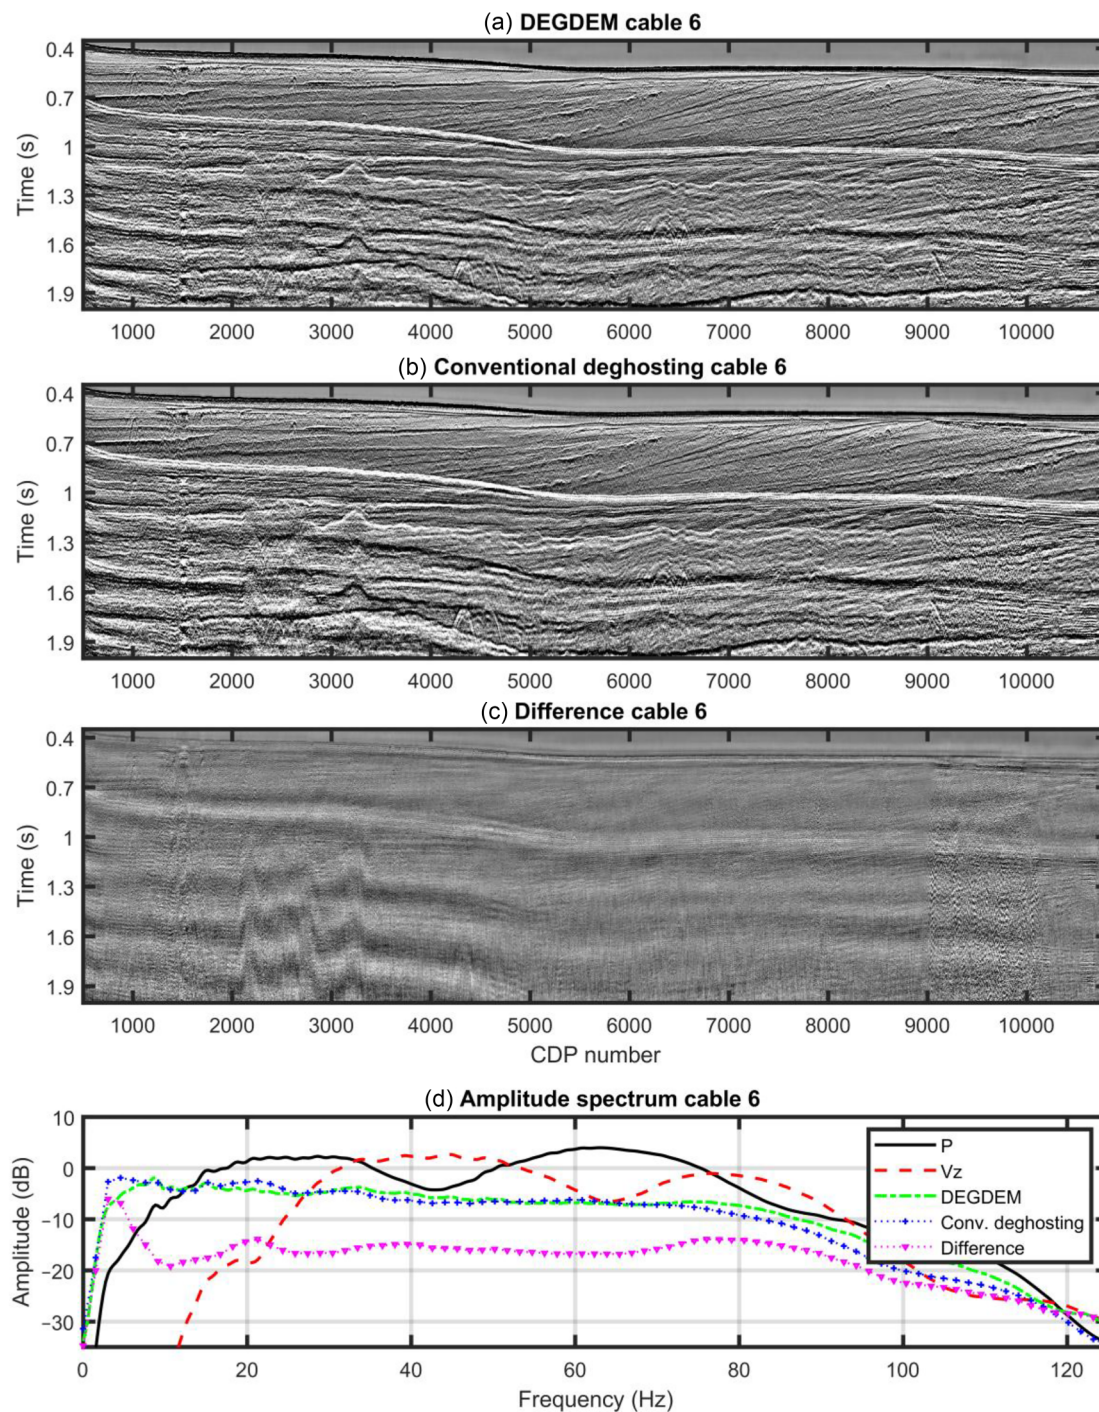 (a) DEGDEM cable 6
0.4
0.7
1
1.3
1.6
1.9
Time (s)
1000 2000 3000 4000 5000 6000 7000 8000 9000 10000
(b) Conventional deghosting cable 6
0.4
0.7
1
1.3
1.6
1.9
Time (s)
1000 2000 3000 4000 5000 6000 7000 8000 9000 10000
(c) Difference cable 6
0.4
0.7
1
1.3
1.6
1.9
Time (s)
1000 2000 3000 4000 5000 6000 7000 8000 9000 10000
CDP number
(d) Amplitude spectrum cable 6
10
0
−10
−20
−30
Amplitude (dB)
P
Vz
DEGDEM
Conv. deghosting
Difference
0 20 40 60 80 100 120
Frequency (Hz)